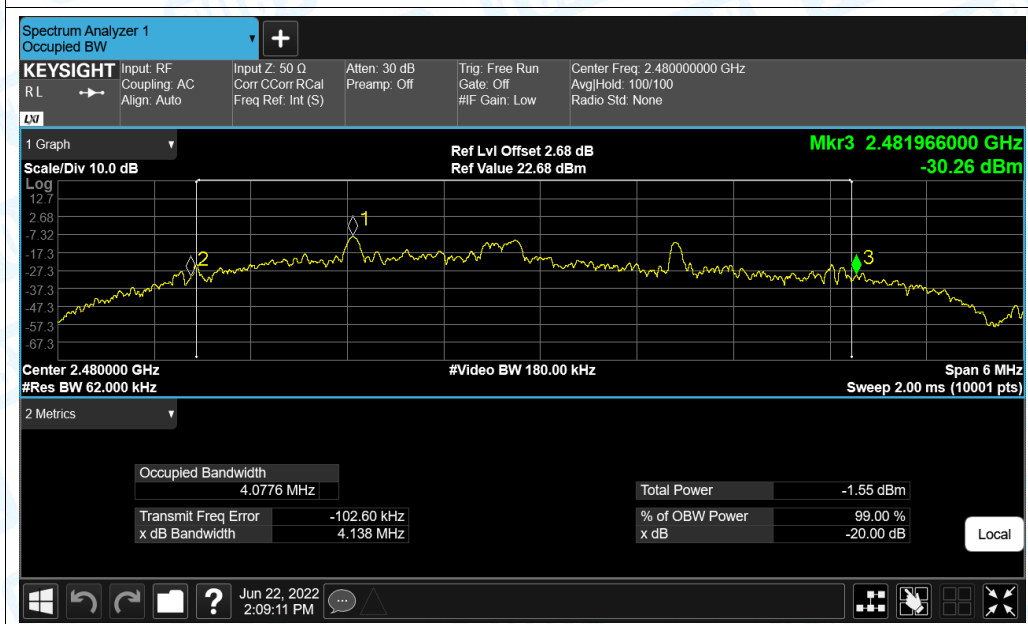 Spectrum Analyzer 1
Occupied BW
+
KEYSIGHT
RL
LXI
Input: RF
Coupling: AC
Align: Auto
Input Z: 50 Ω
Corr CCorr RCal
Freq Ref: Int (S)
Atten: 30 dB
Preamp: Off
Trig: Free Run
Gate: Off
#IF Gain: Low
Center Freq: 2.480000000 GHz
Avg|Hold: 100/100
Radio Std: None
1 Graph
Scale/Div 10.0 dB
Ref Lvl Offset 2.68 dB
Ref Value 22.68 dBm
Mkr3 2.481966000 GHz
-30.26 dBm
Log
12.7
2.68
-7.32
-17.3
-27.3
-37.3
-47.3
-57.3
-67.3
1
2
3
Center 2.480000 GHz
#Video BW 180.00 kHz
Span 6 MHz
#Res BW 62.000 kHz
Sweep 2.00 ms (10001 pts)
2 Metrics
Occupied Bandwidth
4.0776 MHz
Total Power -1.55 dBm
Transmit Freq Error -102.60 kHz
% of OBW Power 99.00 %
x dB Bandwidth 4.138 MHz
x dB -20.00 dB
Local
?
Jun 22, 2022
2:09:11 PM